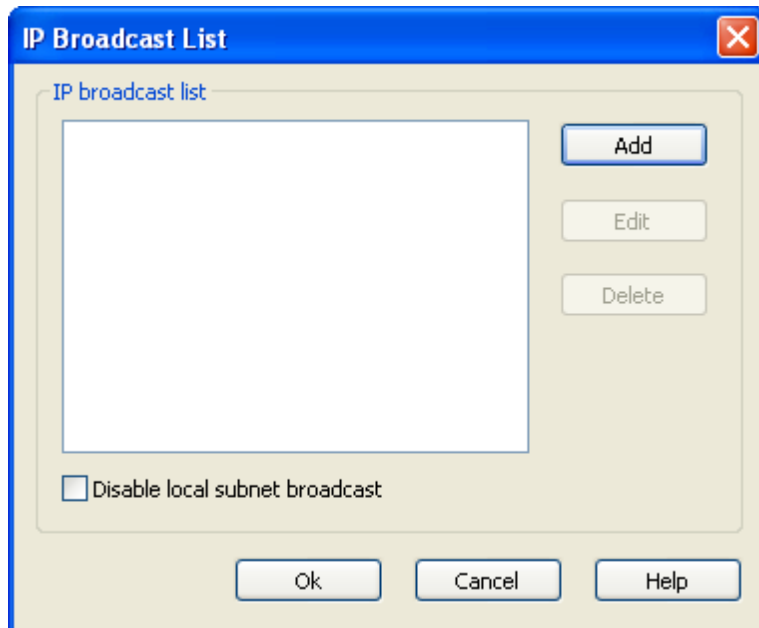 IP Broadcast List
IP broadcast list
Add
Edit
Delete
Disable local subnet broadcast
Ok Cancel Help